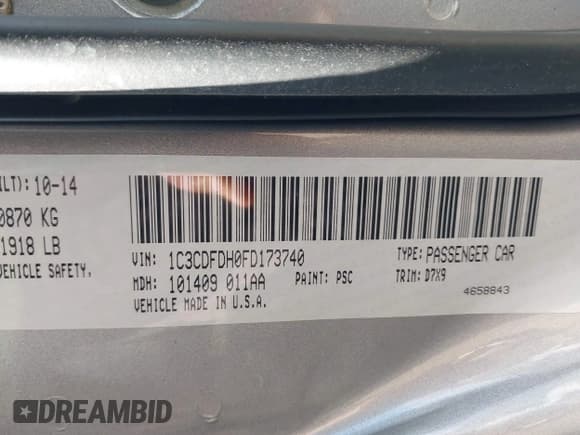 ILT): 10-14
0870 KG
1918 LB
VEHICLE SAFETY.
VIN: 1C3CDFDH0FD173740
TYPE: PASSENGER CAR
MDH: 101409 011AA
PAINT: PSC
TRIM: D7X9
VEHICLE MADE IN U.S.A.
4658843
DREAMBID